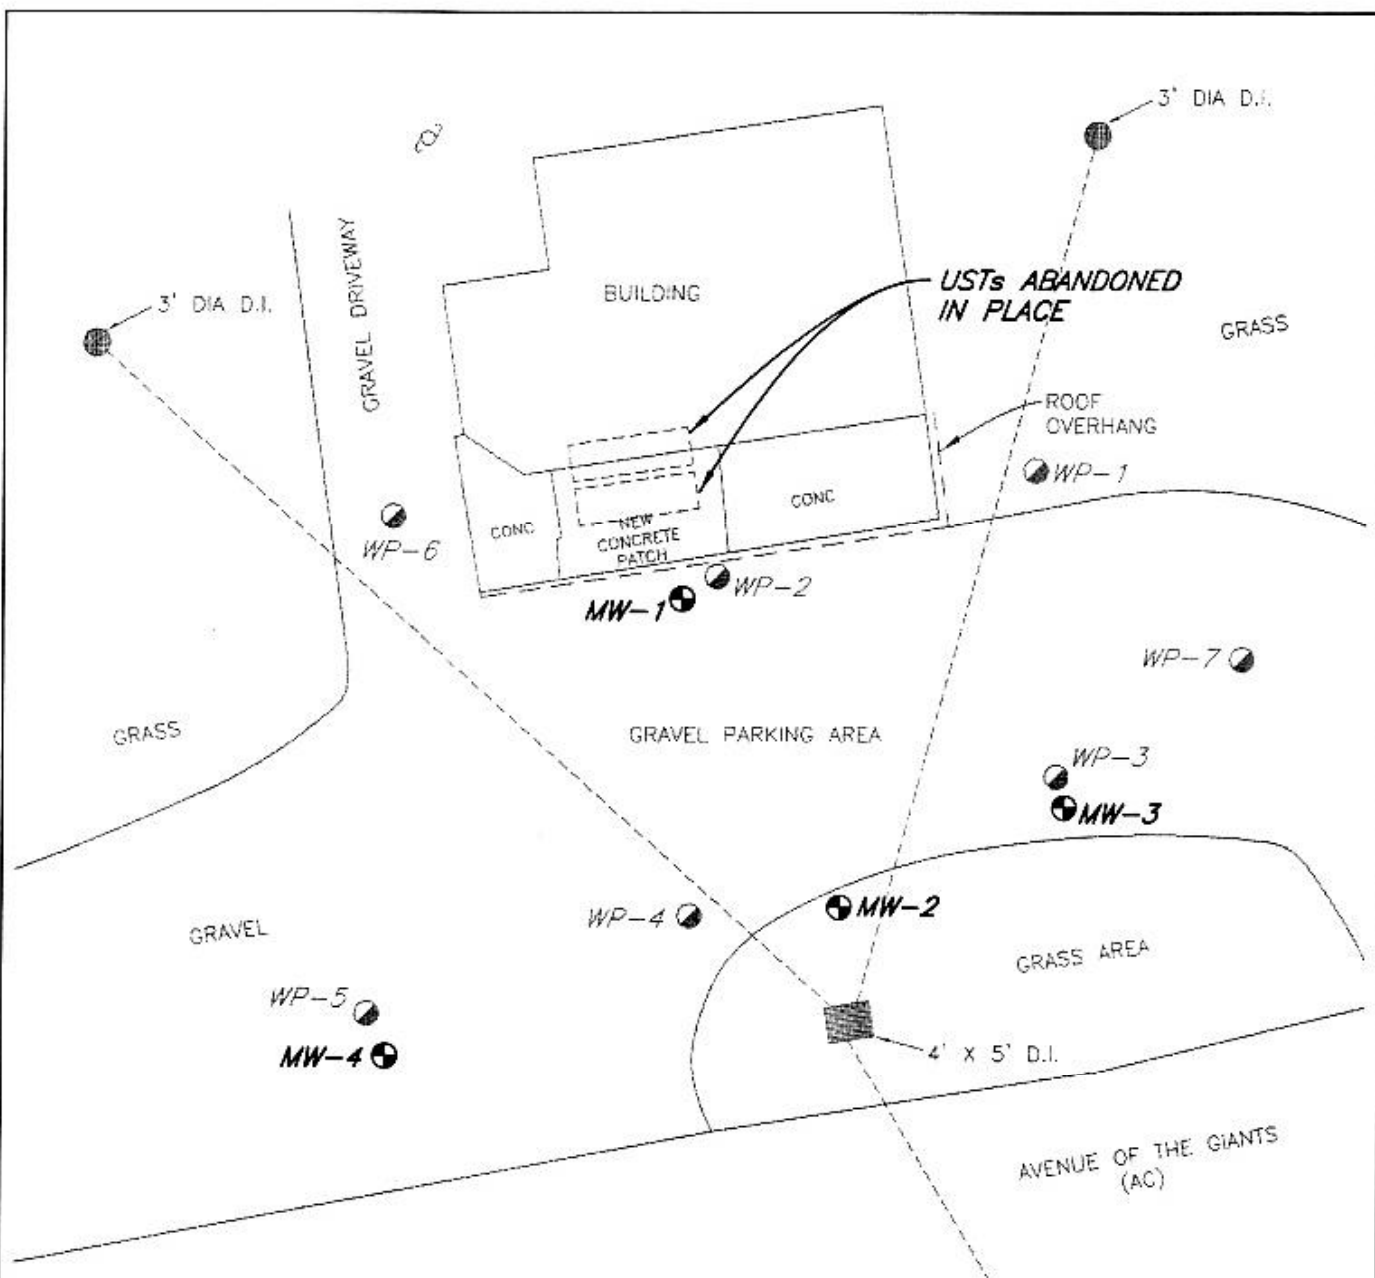 3' DIA D.I.
3' DIA D.I.
GRAVEL DRIVEWAY
BUILDING
USTs ABANDONED
IN PLACE
GRASS
ROOF
OVERHANG
WP-1
CONC
NEW
CONCRETE
PATCH
CONC
WP-6
WP-2
MW-1
WP-7
GRASS
GRAVEL PARKING AREA
WP-3
MW-3
WP-4
MW-2
GRAVEL
GRASS AREA
WP-5
MW-4
4' X 5' D.I.
AVENUE OF THE GIANTS
(AC)